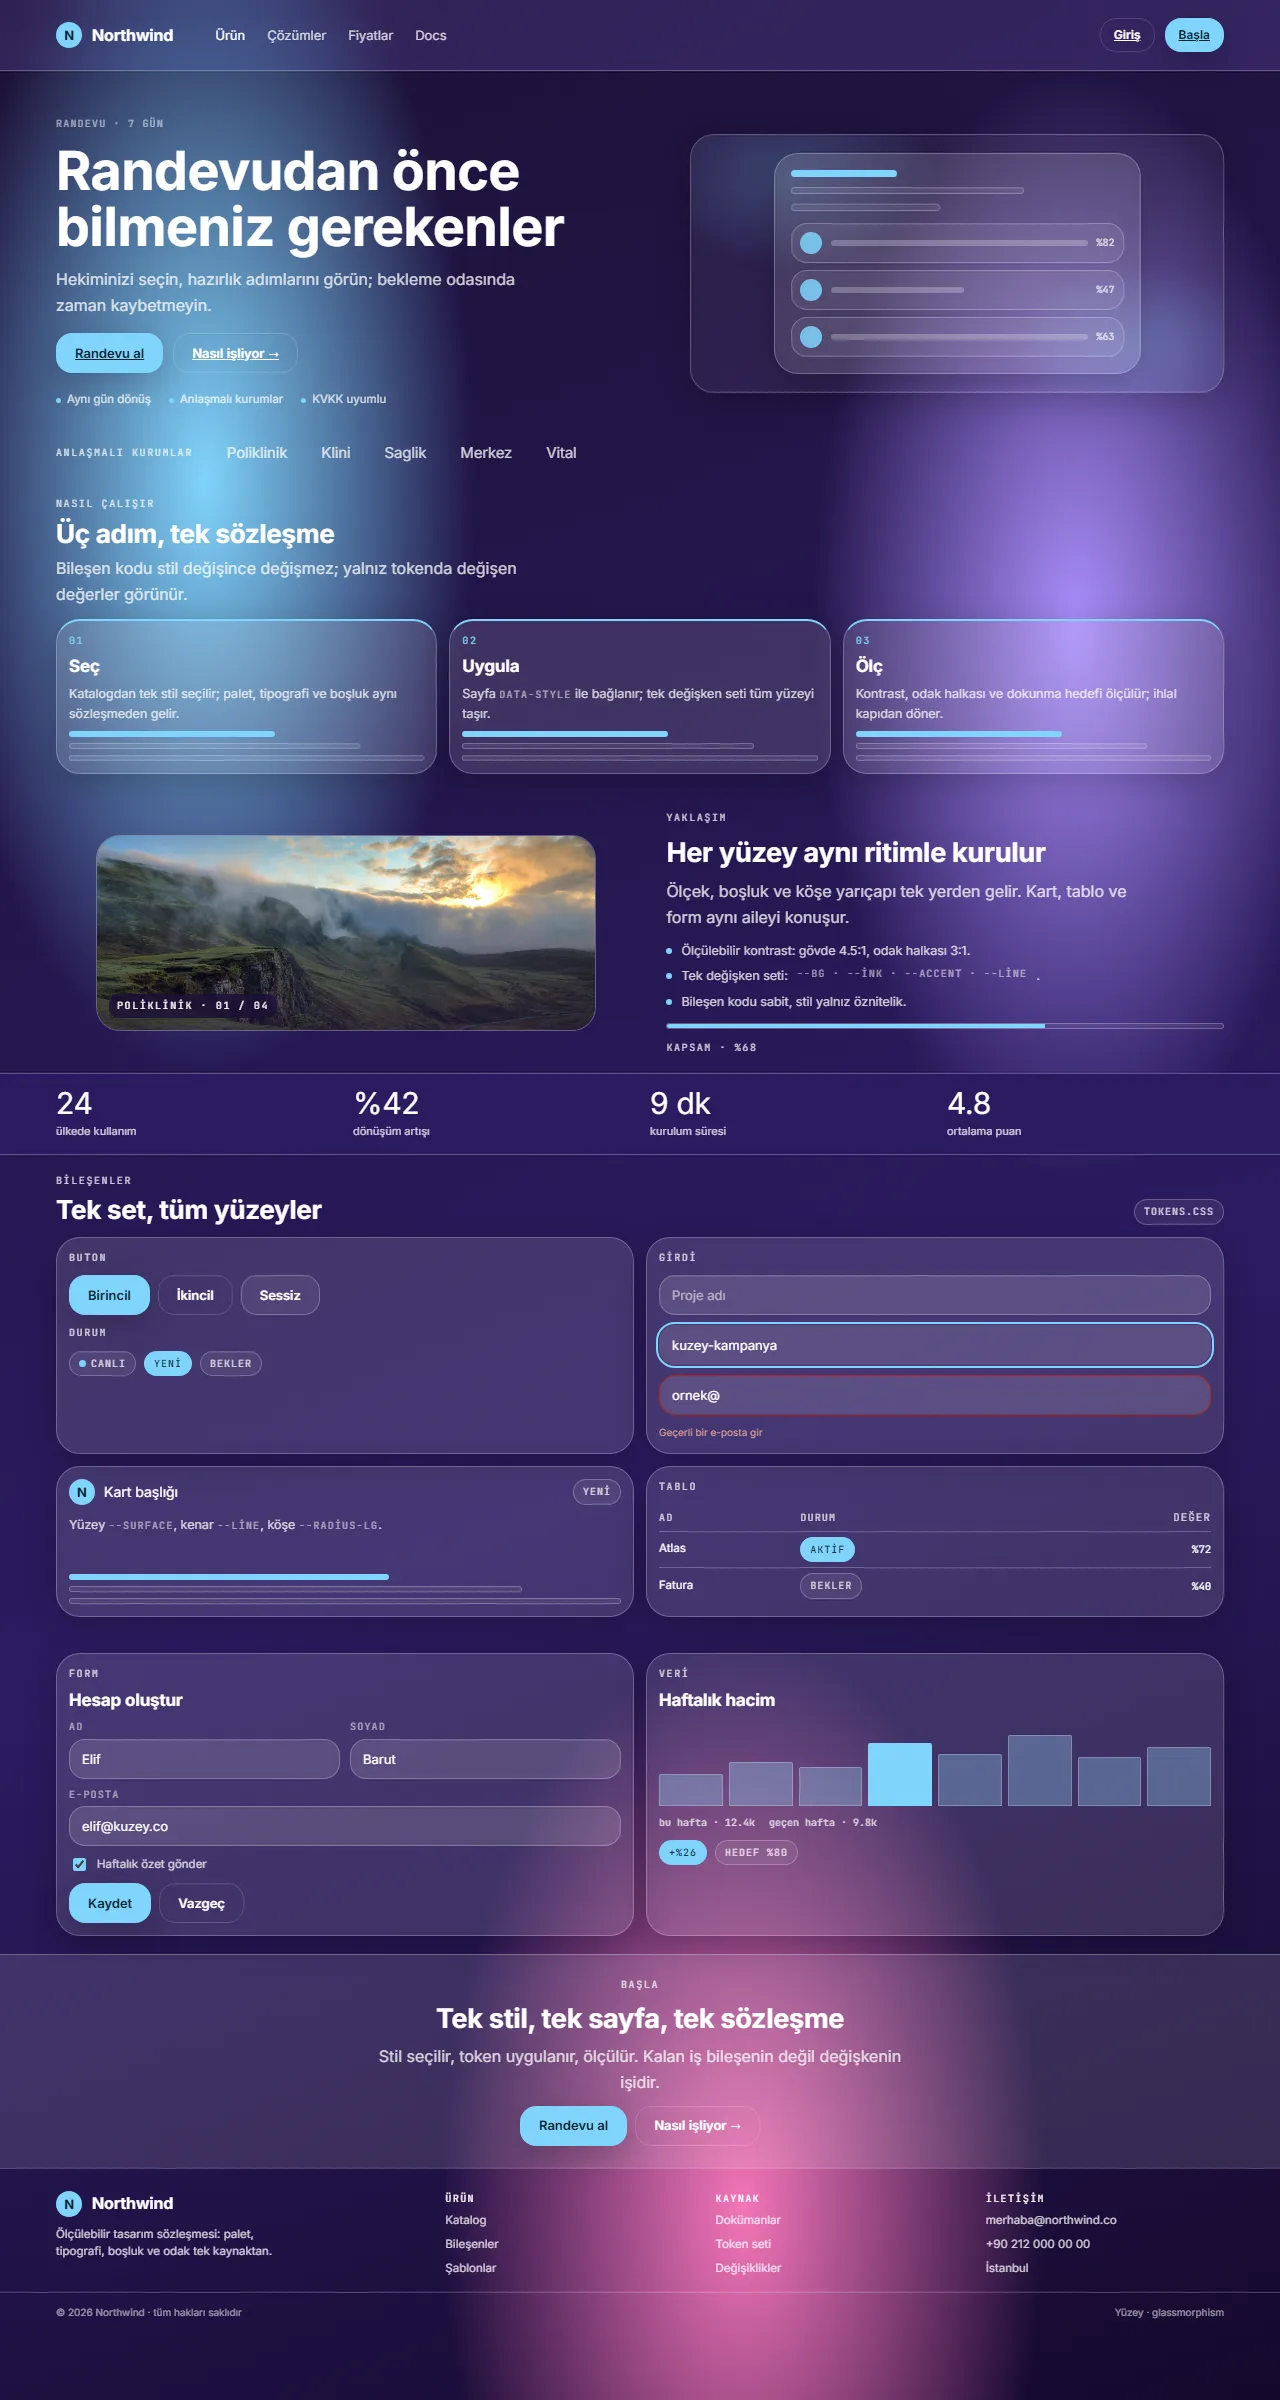 N Northwind Ürün Çözümler Fiyatlar Docs Giriş Başla
RANDEVU · 7 GÜN
Randevudan önce
bilmeniz gerekenler
Hekiminizi seçin, hazırlık adımlarını görün; bekleme odasında
zaman kaybetmeyin.
Randevu al Nasıl işliyor →
Aynı gün dönüş Anlaşmalı kurumlar KVKK uyumlu
%82
%47
%63
ANLAŞMALI KURUMLAR Poliklinik Klini Saglik Merkez Vital
NASIL ÇALIŞIR
Üç adım, tek sözleşme
Bileşen kodu stil değişince değişmez; yalnız tokenda değişen
değerler görünür.
01
Seç
Katalogdan tek stil seçilir; palet, tipografi ve boşluk aynı
sözleşmeden gelir.
02
Uygula
Sayfa DATA-STYLE ile bağlanır; tek değişken seti tüm yüzeyi
taşır.
03
Ölç
Kontrast, odak halkası ve dokunma hedefi ölçülür; ihlal
kapıdan döner.
POLİKLİNİK · 01 / 04
YAKLAŞIM
Her yüzey aynı ritimle kurulur
Ölçek, boşluk ve köşe yarıçapı tek yerden gelir. Kart, tablo ve
form aynı aileyi konuşur.
Ölçülebilir kontrast: gövde 4.5:1, odak halkası 3:1.
Tek değişken seti: --BG · --İNK · --ACCENT · --LİNE .
Bileşen kodu sabit, stil yalnız öznitelik.
KAPSAM · %68
24 %42 9 dk 4.8
ülkede kullanım dönüşüm artışı kurulum süresi ortalama puan
BİLEŞENLER
Tek set, tüm yüzeyler
TOKENS.CSS
BUTON
Birincil İkincil Sessiz
DURUM
CANLI YENİ BEKLER
GİRDİ
Proje adı
kuzey-kampanya
ornek@
Geçerli bir e-posta gir
N Kart başlığı YENİ
Yüzey --SURFACE, kenar --LİNE, köşe --RADİUS-LG.
TABLO
AD DURUM DEĞER
Atlas AKTİF %72
Fatura BEKLER %40
FORM
Hesap oluştur
AD SOYAD
Elif Barut
E-POSTA
elif@kuzey.co
Haftalık özet gönder
Kaydet Vazgeç
VERİ
Haftalık hacim
bu hafta · 12.4k geçen hafta · 9.8k
+%26 HEDEF %80
BAŞLA
Tek stil, tek sayfa, tek sözleşme
Stil seçilir, token uygulanır, ölçülür. Kalan iş bileşenin değil değişkenin
işidir.
Randevu al Nasıl işliyor →
N Northwind
Ölçülebilir tasarım sözleşmesi: palet,
tipografi, boşluk ve odak tek kaynaktan.
ÜRÜN
Katalog
Bileşenler
Şablonlar
KAYNAK
Dokümanlar
Token seti
Değişiklikler
İLETİŞİM
merhaba@northwind.co
+90 212 000 00 00
İstanbul
© 2026 Northwind · tüm hakları saklıdır
Yüzey · glassmorphism